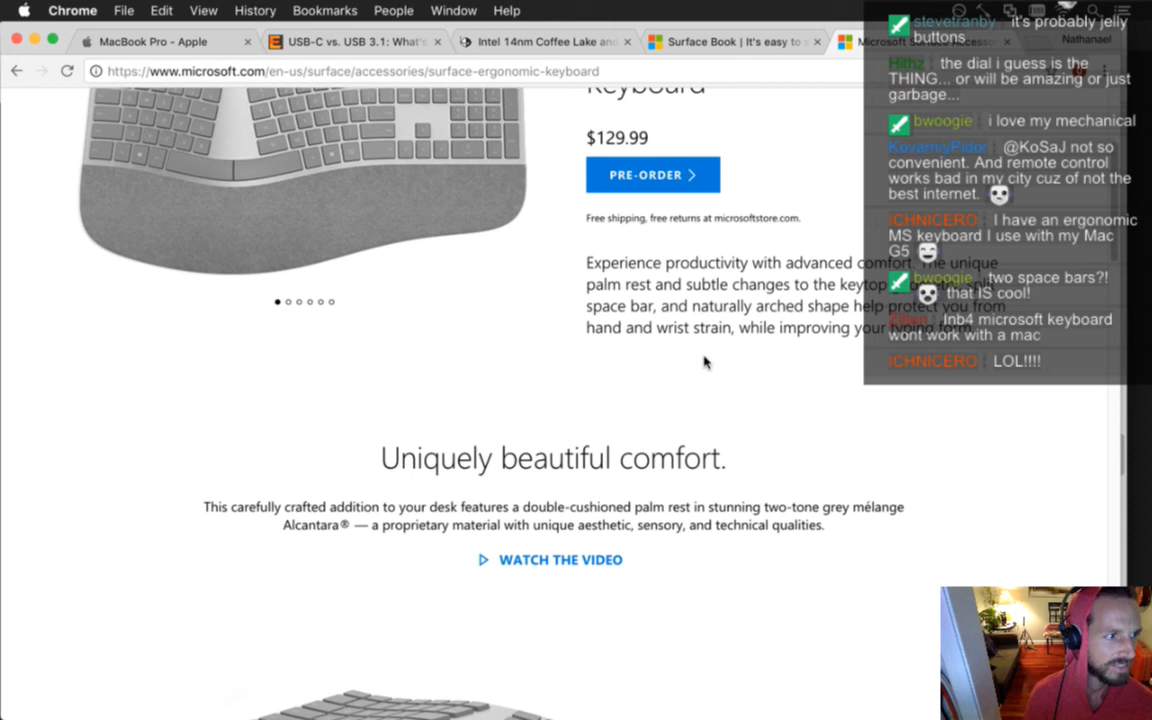 Chrome File Edit View History Bookmarks People Window Help
MacBook Pro - Apple
USB-C vs. USB 3.1: What's
Intel 14nm Coffee Lake and
Surface Book | It's easy to
Microsoft Surface Accesso
Nathanael
https://www.microsoft.com/en-us/surface/accessories/surface-ergonomic-keyboard
Keyboard
$129.99
PRE-ORDER
Free shipping, free returns at microsoftstore.com.
Experience productivity with advanced comfort. The unique
palm rest and subtle changes to the keytop
space bar, and naturally arched shape help protect you from
hand and wrist strain, while improving your typing form.
Uniquely beautiful comfort.
This carefully crafted addition to your desk features a double-cushioned palm rest in stunning two-tone grey mélange
Alcantara® — a proprietary material with unique aesthetic, sensory, and technical qualities.
WATCH THE VIDEO
stevetranby : it's probably jelly
buttons
Hithz : the dial i guess is the
THING... or will be amazing or just
garbage...
bwoogie : i love my mechanical
KovarniyPidor : @KoSaJ not so
convenient. And remote control
works bad in my city cuz of not the
best internet.
ICHNICERO : I have an ergonomic
MS keyboard I use with my Mac
G5
bwoogie : two space bars?!
that IS cool!
Inb4 microsoft keyboard
wont work with a mac
ICHNICERO : LOL!!!!